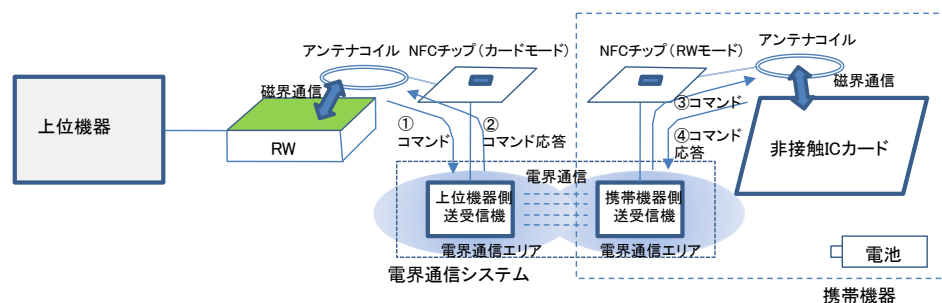 アンテナコイル
NFCチップ(カードモード)
NFCチップ(RWモード)
アンテナコイル
磁界通信
磁界通信
上位機器
RW
①
コマンド
②
コマンド応答
③コマンド
④コマンド
応答
非接触ICカード
電界通信
上位機器側
送受信機
携帯機器側
送受信機
電界通信エリア
電界通信エリア
電界通信システム
電池
携帯機器